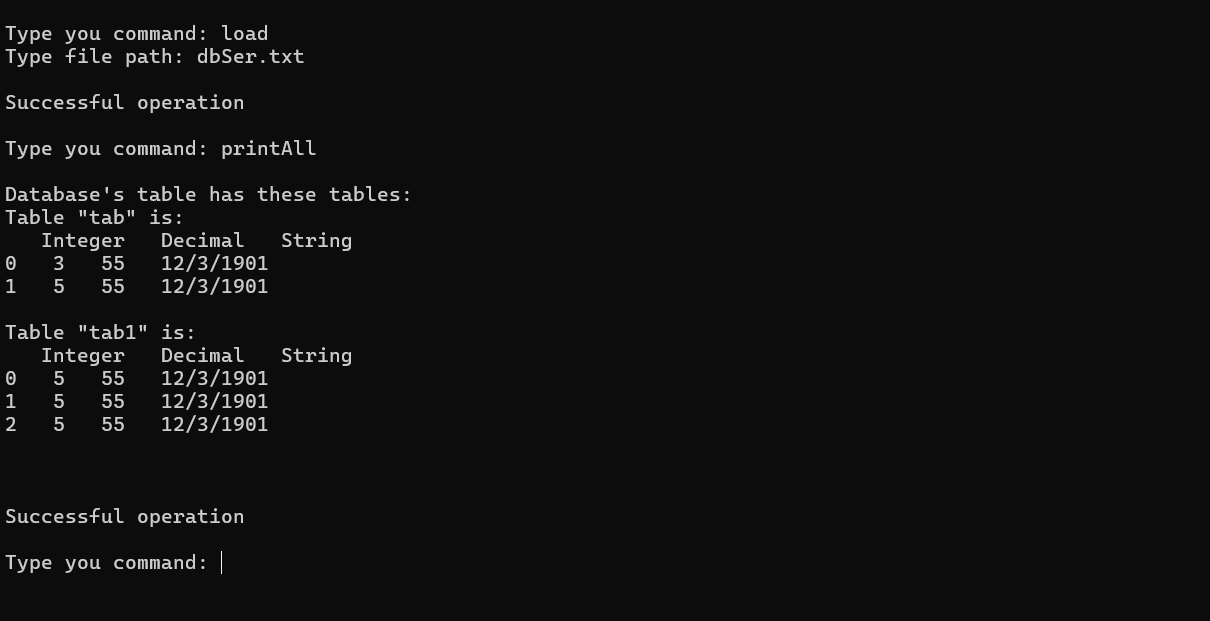 Type you command: load
Type file path: dbSer.txt
Successful operation
Type you command: printAll
Database's table has these tables:
Table "tab" is:
   Integer   Decimal   String
0   3   55   12/3/1901
1   5   55   12/3/1901
Table "tab1" is:
   Integer   Decimal   String
0   5   55   12/3/1901
1   5   55   12/3/1901
2   5   55   12/3/1901
Successful operation
Type you command: